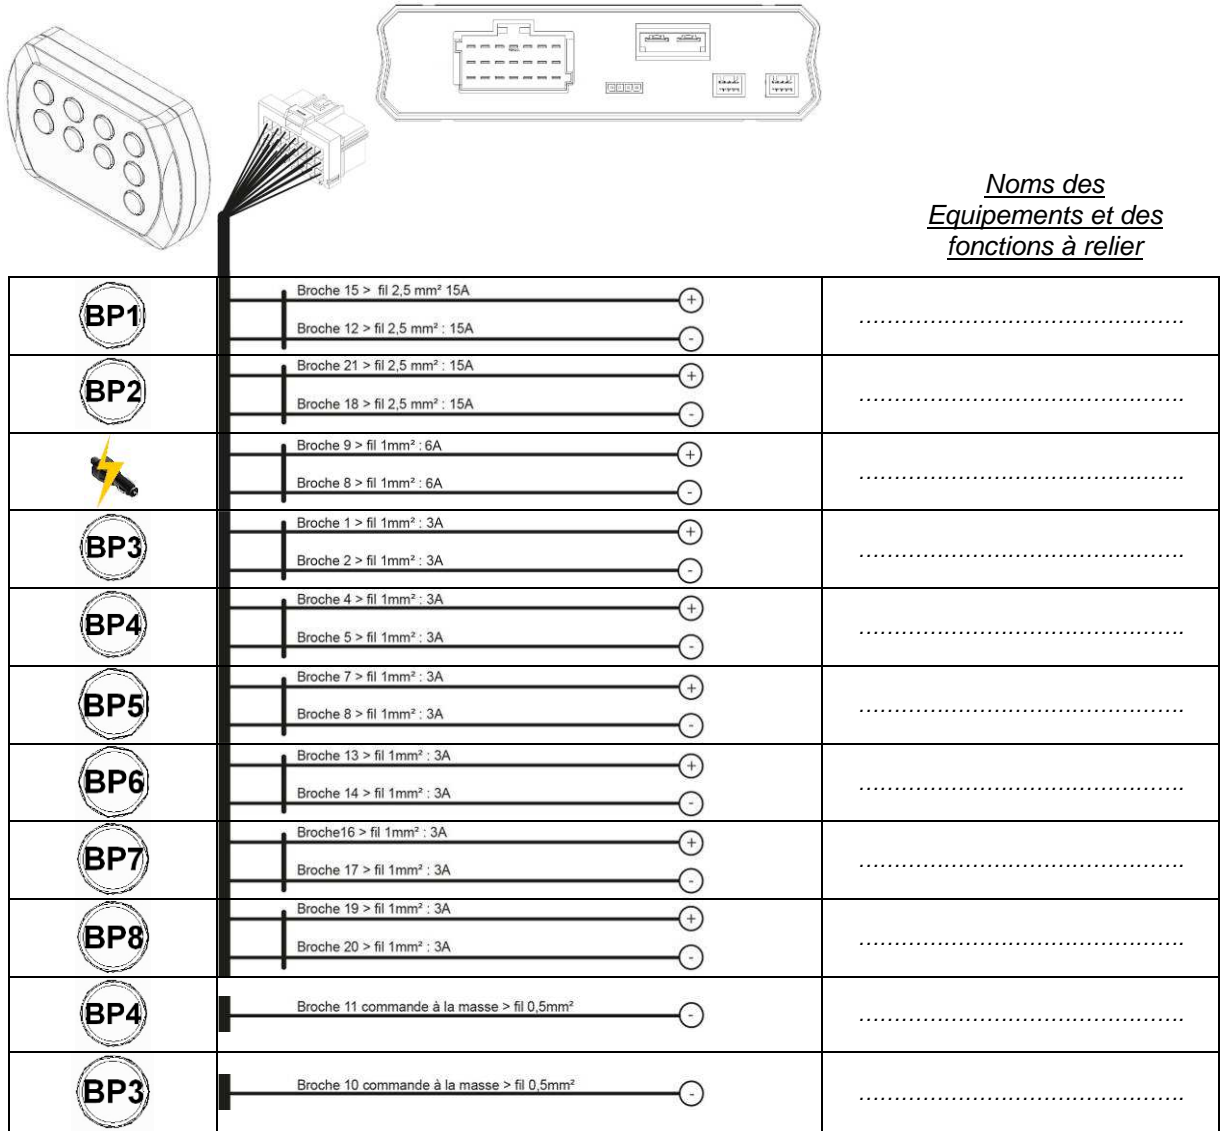 Noms des
Equipements et des
fonctions à relier
BP1
Broche 15 > fil 2,5 mm² 15A
+
Broche 12 > fil 2,5 mm² : 15A
-
..............................................
BP2
Broche 21 > fil 2,5 mm² : 15A
+
Broche 18 > fil 2,5 mm² : 15A
-
..............................................
Broche 9 > fil 1mm² : 6A
+
Broche 8 > fil 1mm² : 6A
-
..............................................
BP3
Broche 1 > fil 1mm² : 3A
+
Broche 2 > fil 1mm² : 3A
-
..............................................
BP4
Broche 4 > fil 1mm² : 3A
+
Broche 5 > fil 1mm² : 3A
-
..............................................
BP5
Broche 7 > fil 1mm² : 3A
+
Broche 8 > fil 1mm² : 3A
-
..............................................
BP6
Broche 13 > fil 1mm² : 3A
+
Broche 14 > fil 1mm² : 3A
-
..............................................
BP7
Broche16 > fil 1mm² : 3A
+
Broche 17 > fil 1mm² : 3A
-
..............................................
BP8
Broche 19 > fil 1mm² : 3A
+
Broche 20 > fil 1mm² : 3A
-
..............................................
BP4
Broche 11 commande à la masse > fil 0,5mm²
-
..............................................
BP3
Broche 10 commande à la masse > fil 0,5mm²
-
..............................................